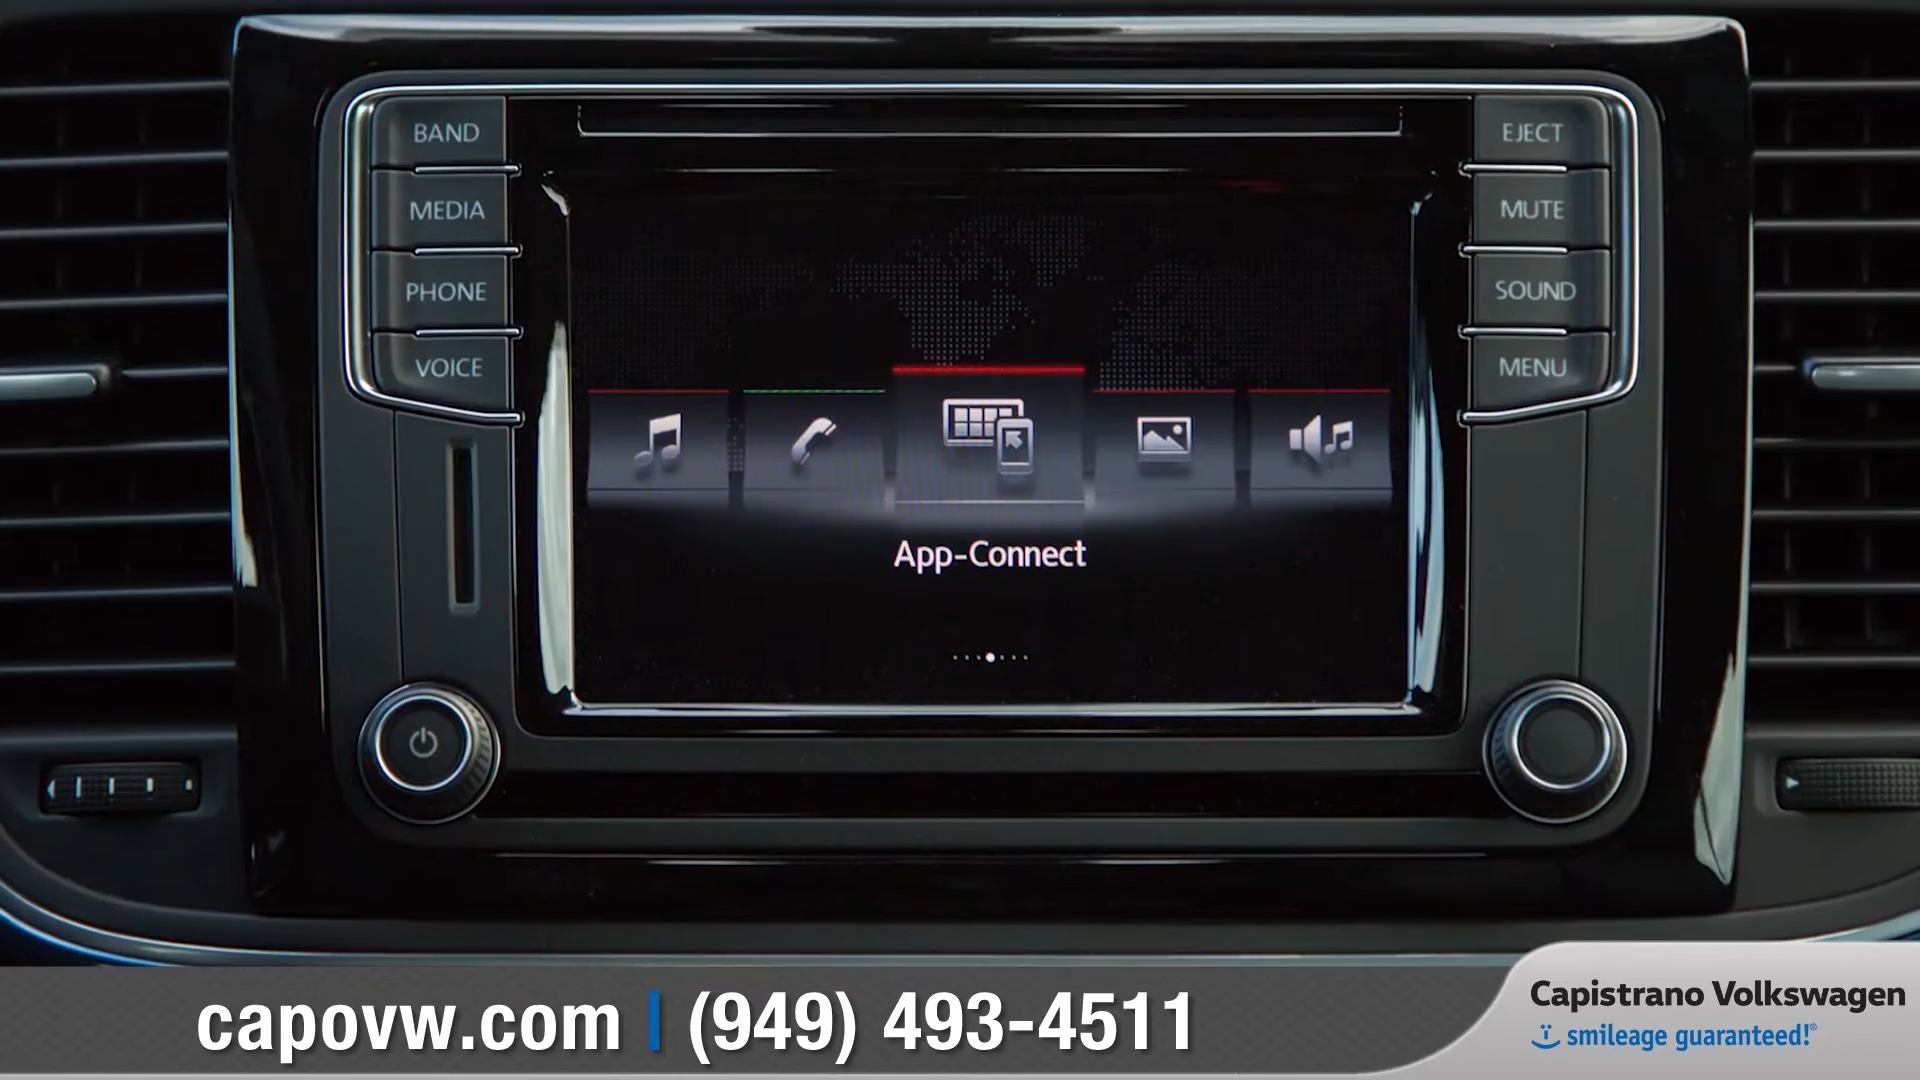 BAND
MEDIA
PHONE
VOICE
EJECT
MUTE
SOUND
MENU
App-Connect
capovw.com | (949) 493-4511
Capistrano Volkswagen
smileage guaranteed!®